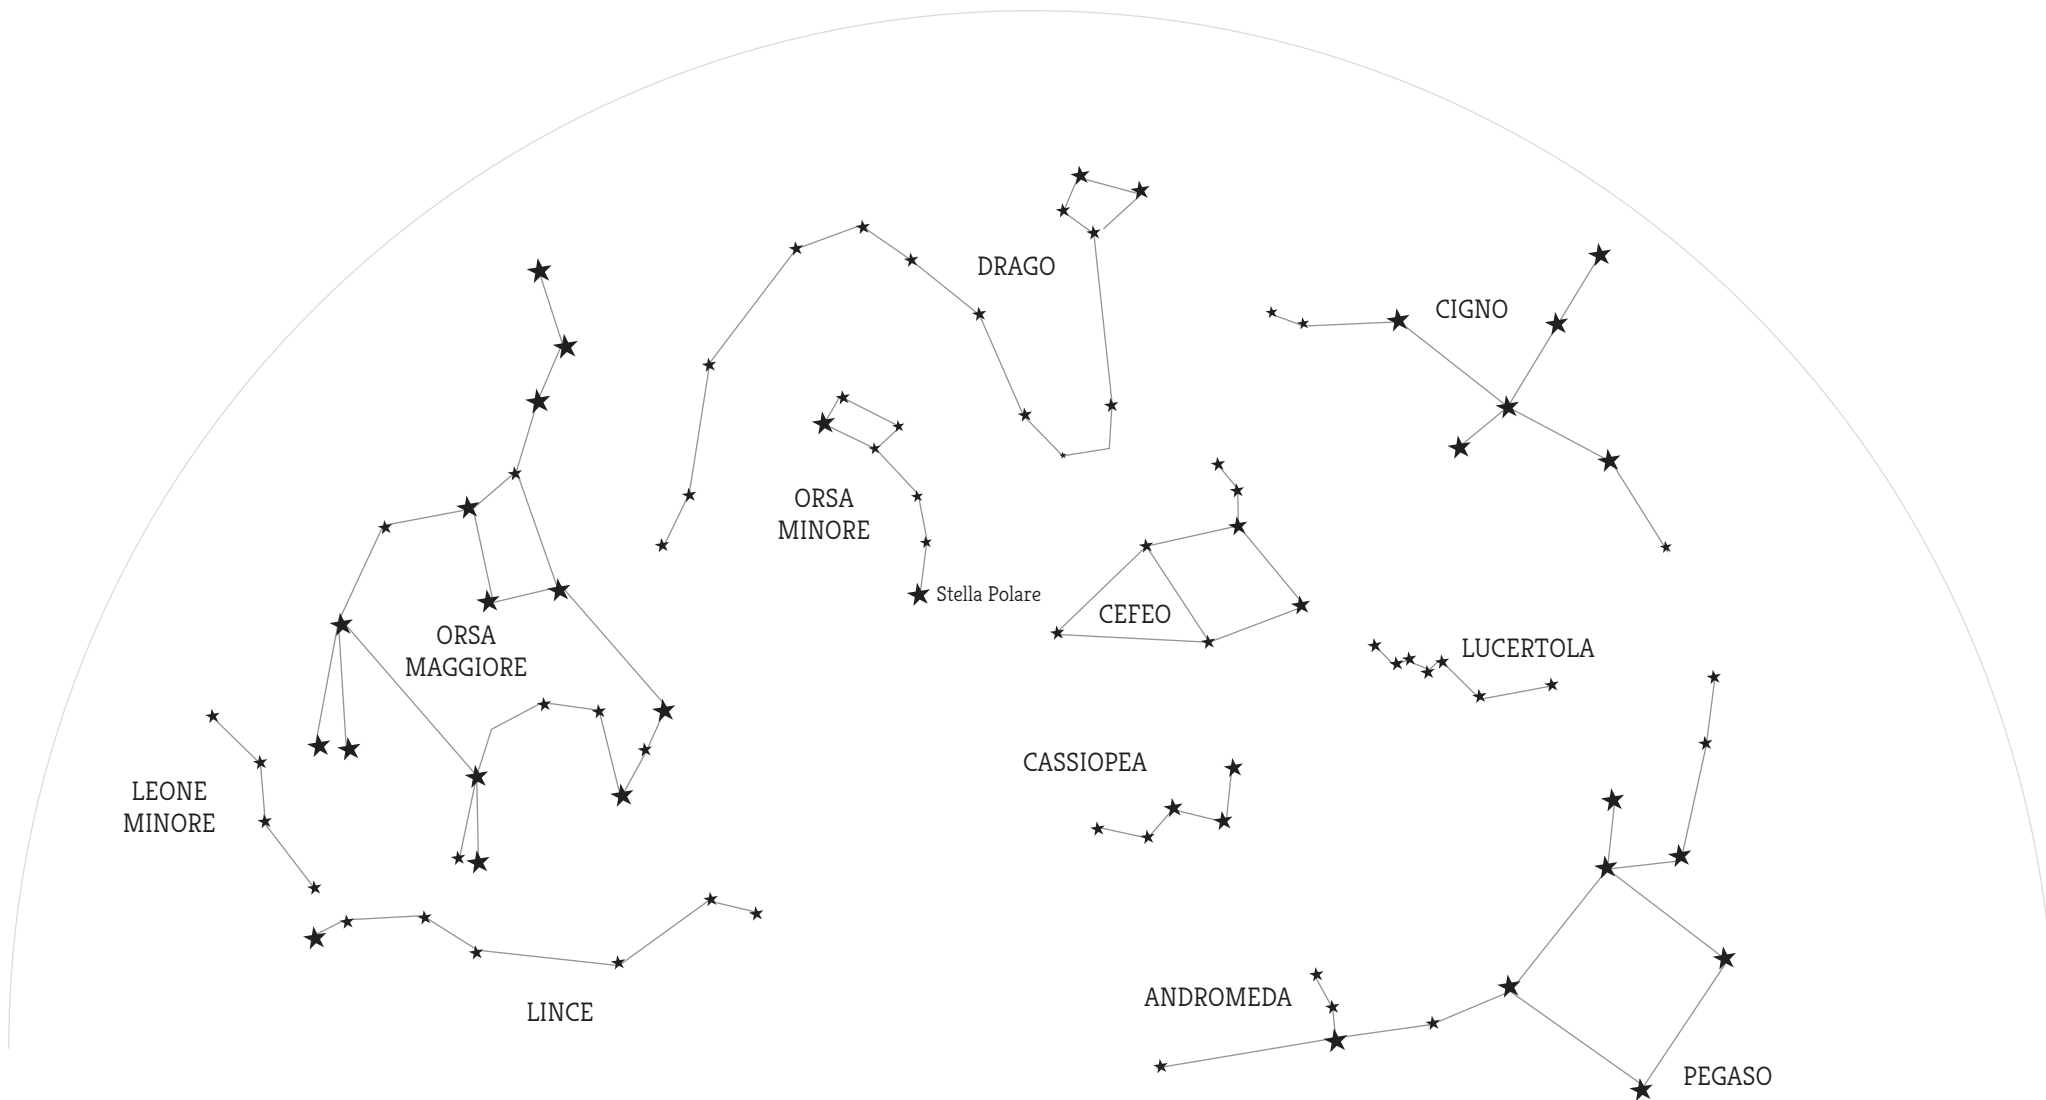 DRAGO
CIGNO
ORSA
MINORE
Stella Polare
CEFEO
ORSA
MAGGIORE
LUCERTOLA
CASSIOPEA
LEONE
MINORE
ANDROMEDA
LINCE
PEGASO